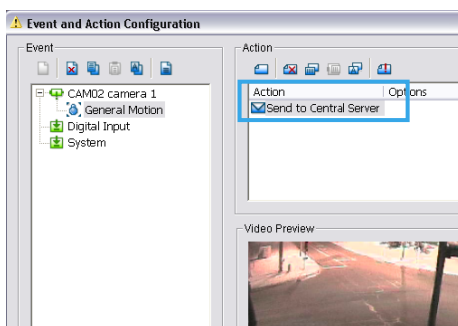 Event and Action Configuration
Event
Action
CAM02 camera 1
General Motion
Digital Input
System
Action Options
Send to Central Server
Video Preview